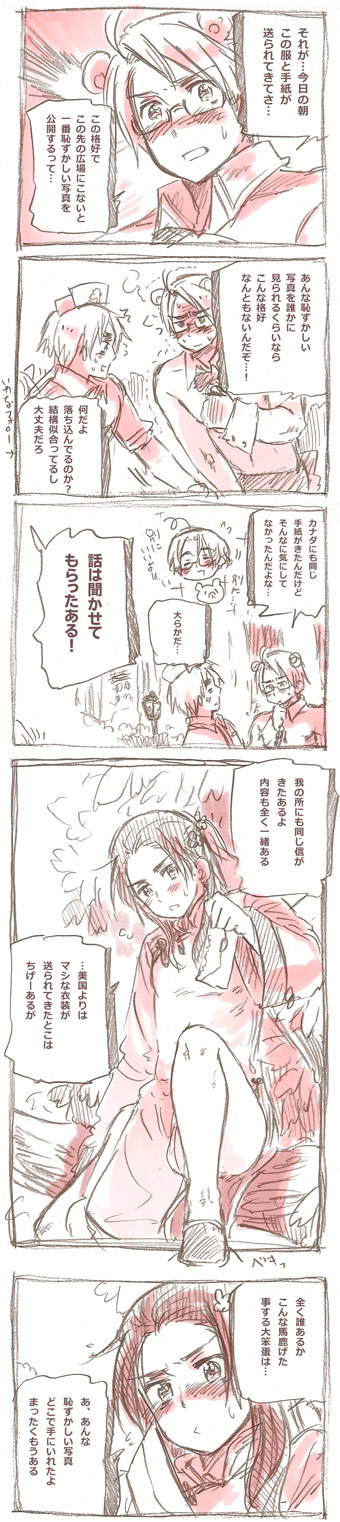 それが…今日の朝
この服と手紙が
送られてきてさ…
この格好で
この先の広場にこないと
一番恥ずかしい写真を
公開するって…
あんな恥ずかしい
写真を誰かに
見られるくらいなら
こんな格好
なんともないんだぞ…！
何だよ
落ち込んでるのか？
結構似合ってるし
大丈夫だろ
カナダにも同じ
手紙がきたんだけど
そんなに気にして
なかったんだよな…
別に…
大らかだ…
話は聞かせて
もらったある！
我の所にも同じ信が
きたあるよ
内容も全く一緒ある
…美国よりは
マシな衣装が
送られてきたとこは
ちげーあるが
全く誰あるか
こんな馬鹿げた
事する大笨蛋は…
あ、あんな
恥ずかしい写真
どこで手にいれたよ
まったくもうある